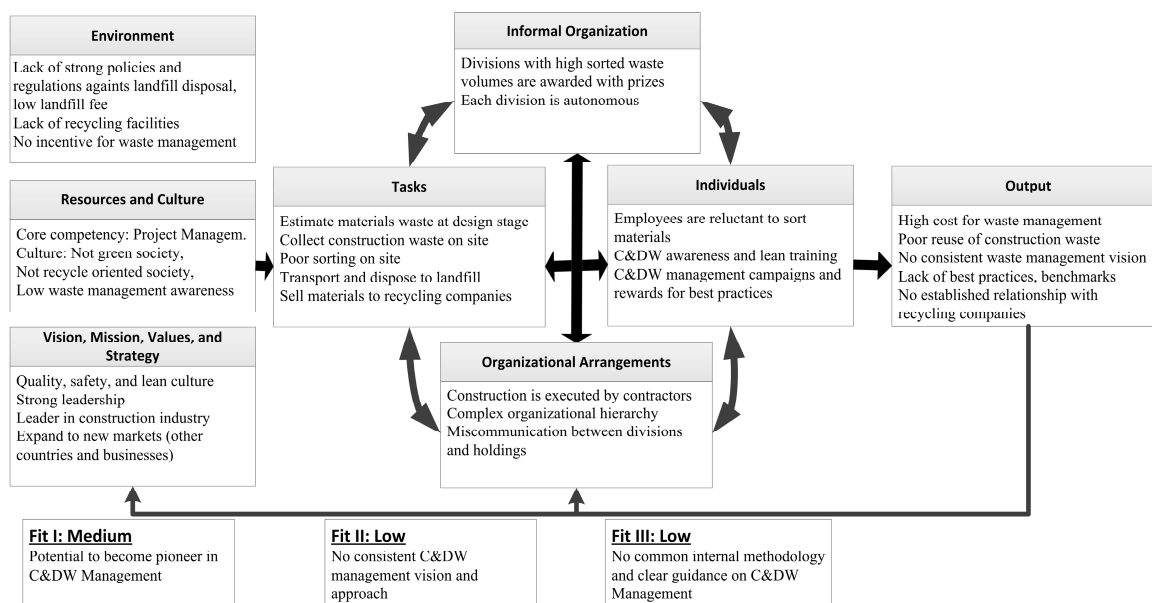 Environment
Lack of strong policies and
regulations againts landfill disposal,
low landfill fee
Lack of recycling facilities
No incentive for waste management
Resources and Culture
Core competency: Project Managem.
Culture: Not green society,
Not recycle oriented society,
Low waste management awareness
Vision, Mission, Values, and
Strategy
Quality, safety, and lean culture
Strong leadership
Leader in construction industry
Expand to new markets (other
countries and businesses)
Informal Organization
Divisions with high sorted waste
volumes are awarded with prizes
Each division is autonomous
Tasks
Estimate materials waste at design stage
Collect construction waste on site
Poor sorting on site
Transport and dispose to landfill
Sell materials to recycling companies
Individuals
Employees are reluctant to sort
materials
C&DW awareness and lean training
C&DW management campaigns and
rewards for best practices
Organizational Arrangements
Construction is executed by contractors
Complex organizational hierarchy
Miscommunication between divisions
and holdings
Output
High cost for waste management
Poor reuse of construction waste
No consistent waste management vision
Lack of best practices, benchmarks
No established relationship with
recycling companies
Fit I: Medium
Potential to become pioneer in
C&DW Management
Fit II: Low
No consistent C&DW
management vision and
approach
Fit III: Low
No common internal methodology
and clear guidance on C&DW
Management